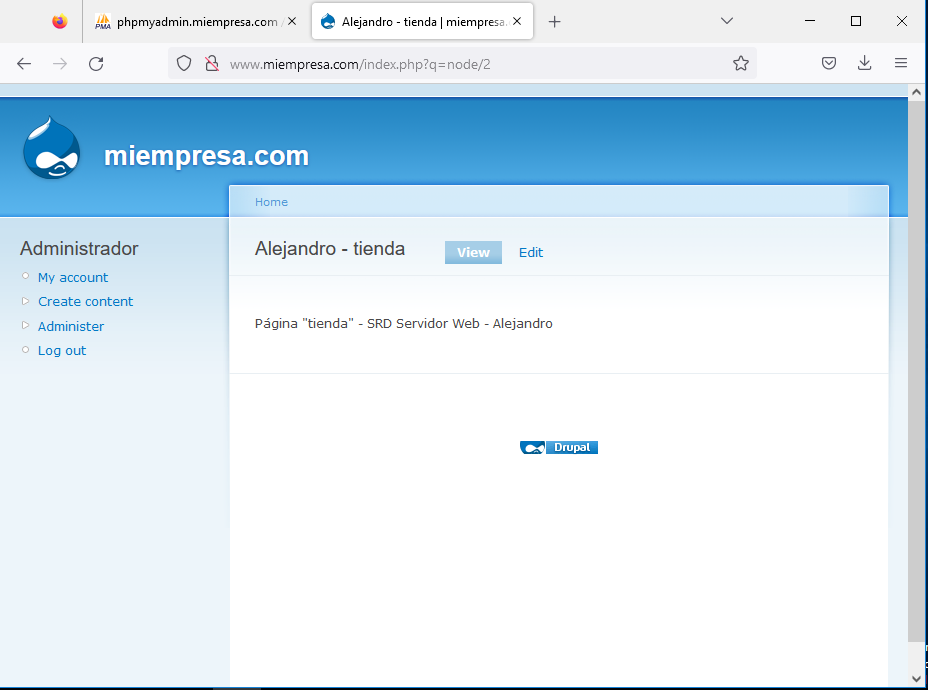 phpmyadmin.miempresa.com /
Alejandro - tienda | miempresa.
www.miempresa.com/index.php?q=node/2
miempresa.com
Home
Administrador
My account
Create content
Administer
Log out
Alejandro - tienda
View
Edit
Página "tienda" - SRD Servidor Web - Alejandro
Drupal